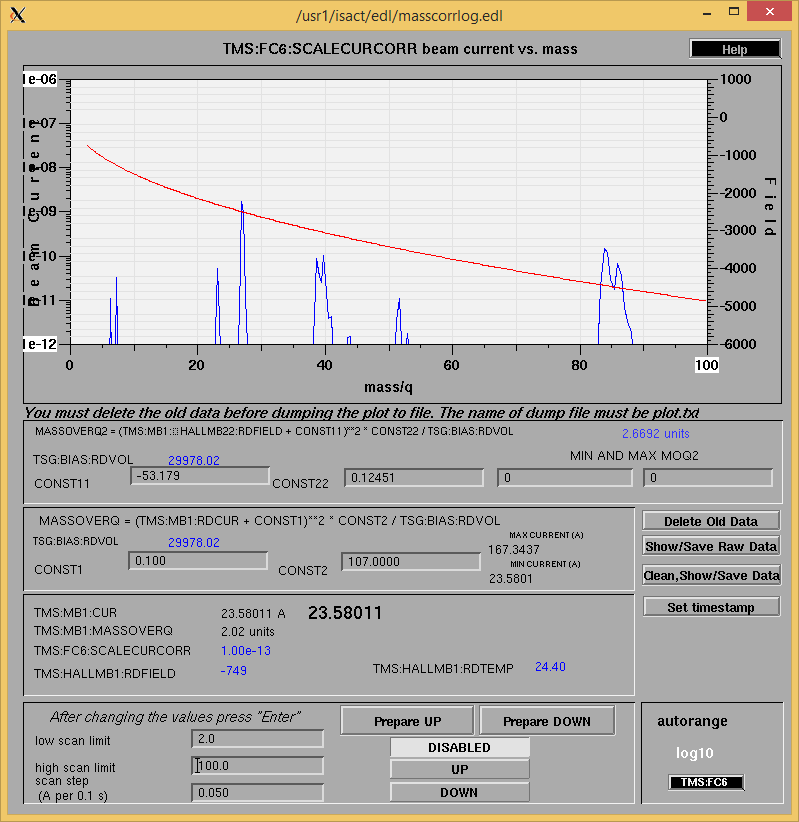 /usr1/isact/edl/masscorrlog.edl
TMS:FC6:SCALECURCORR beam current vs. mass
Help
1e-06
1e-07
1e-08
1e-09
1e-10
1e-11
1e-12
Beam Current
1000
0
-1000
-2000
-3000
-4000
-5000
-6000
Field
0 20 40 60 80 100
mass/q
You must delete the old data before dumping the plot to file. The name of dump file must be plot.txt
MASSOVERQ2 = (TMS:MB1:HALLMB22:RDFIELD + CONST11)**2 * CONST22 / TSG:BIAS:RDVOL
2.6692 units
TSG:BIAS:RDVOL 29978.02
MIN AND MAX MOQ2
CONST11 -53.179 CONST22 0.12451 0 0
MASSOVERQ = (TMS:MB1:RDCUR + CONST1)**2 * CONST2 / TSG:BIAS:RDVOL
TSG:BIAS:RDVOL 29978.02
MAX CURRENT (A)
167.3437
CONST1 0.100 CONST2 107.0000
MIN CURRENT (A)
23.5801
Delete Old Data
Show/Save Raw Data
Clean,Show/Save Data
Set timestamp
TMS:MB1:CUR 23.58011 A 23.58011
TMS:MB1:MASSOVERQ 2.02 units
TMS:FC6:SCALECURCORR 1.00e-13
TMS:HALLMB1:RDFIELD -749
TMS:HALLMB1:RDTEMP 24.40
After changing the values press "Enter"
low scan limit 2.0
high scan limit 100.0
scan step
(A per 0.1 s) 0.050
Prepare UP
Prepare DOWN
DISABLED
UP
DOWN
autorange
log10
TMS:FC6